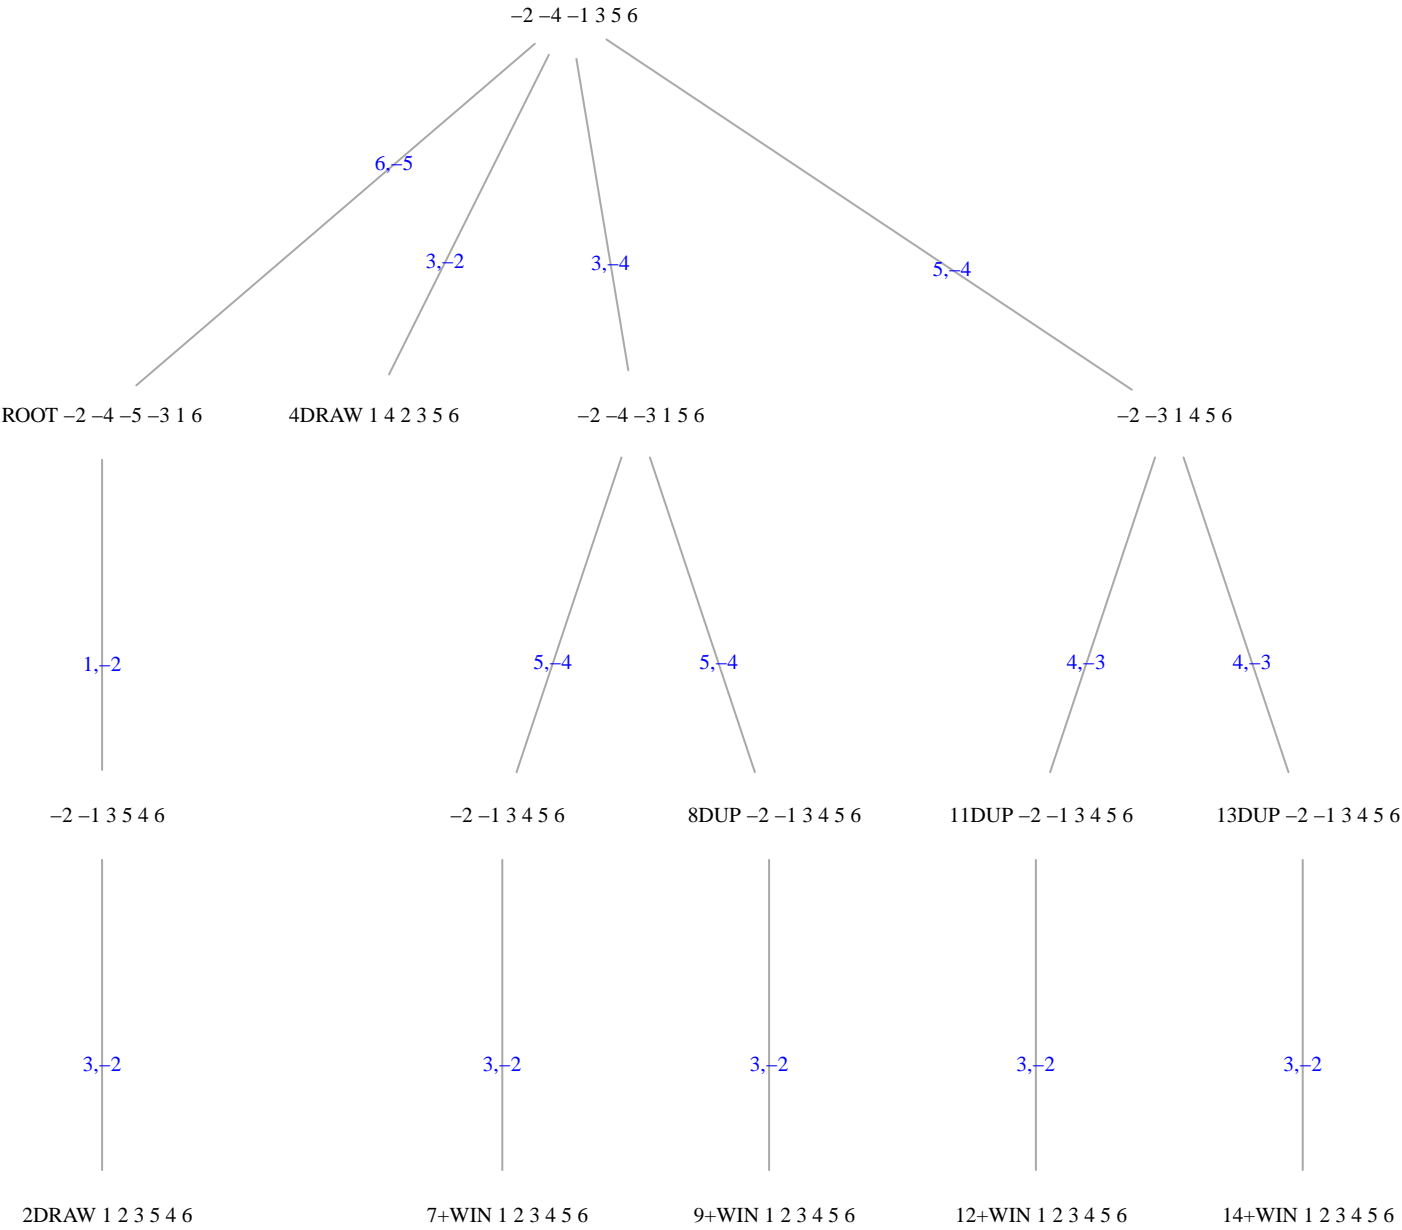 −2 −4 −1 3 5 6
6,−5
3,−2
3,−4
5,−4
ROOT −2 −4 −5 −3 1 6
4DRAW 1 4 2 3 5 6
−2 −4 −3 1 5 6
−2 −3 1 4 5 6
1,−2
5,−4
5,−4
4,−3
4,−3
−2 −1 3 5 4 6
−2 −1 3 4 5 6
8DUP −2 −1 3 4 5 6
11DUP −2 −1 3 4 5 6
13DUP −2 −1 3 4 5 6
3,−2
3,−2
3,−2
3,−2
3,−2
2DRAW 1 2 3 5 4 6
7+WIN 1 2 3 4 5 6
9+WIN 1 2 3 4 5 6
12+WIN 1 2 3 4 5 6
14+WIN 1 2 3 4 5 6